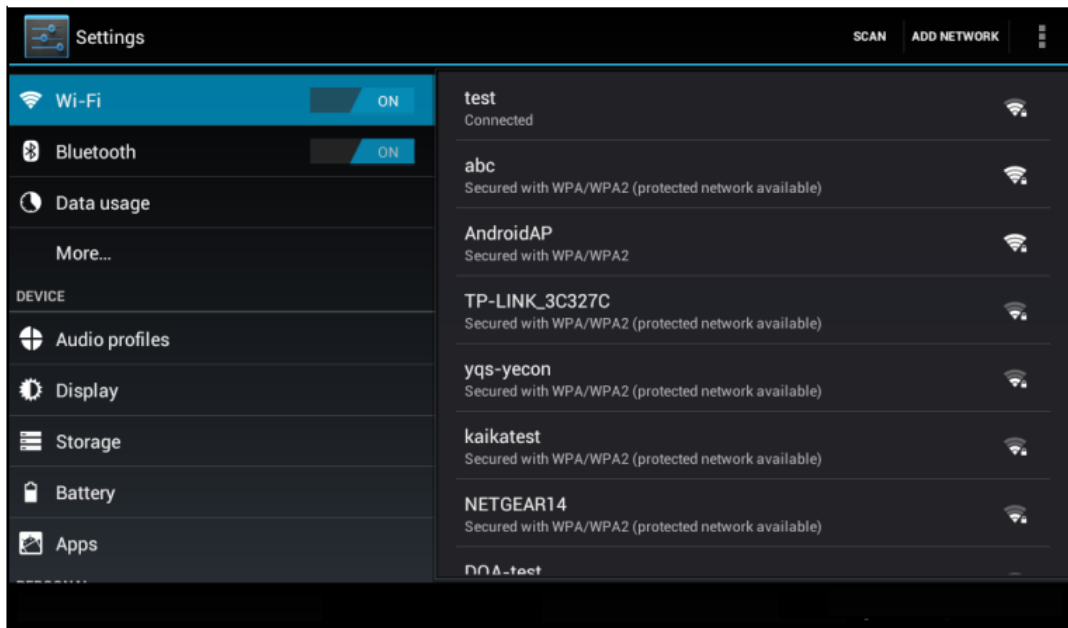 Settings
SCAN
ADD NETWORK
Wi-Fi
ON
Bluetooth
ON
Data usage
More...
DEVICE
Audio profiles
Display
Storage
Battery
Apps
test
Connected
abc
Secured with WPA/WPA2 (protected network available)
AndroidAP
Secured with WPA/WPA2
TP-LINK_3C327C
Secured with WPA/WPA2 (protected network available)
yqs-yecon
Secured with WPA/WPA2 (protected network available)
kaikatest
Secured with WPA/WPA2 (protected network available)
NETGEAR14
Secured with WPA/WPA2 (protected network available)